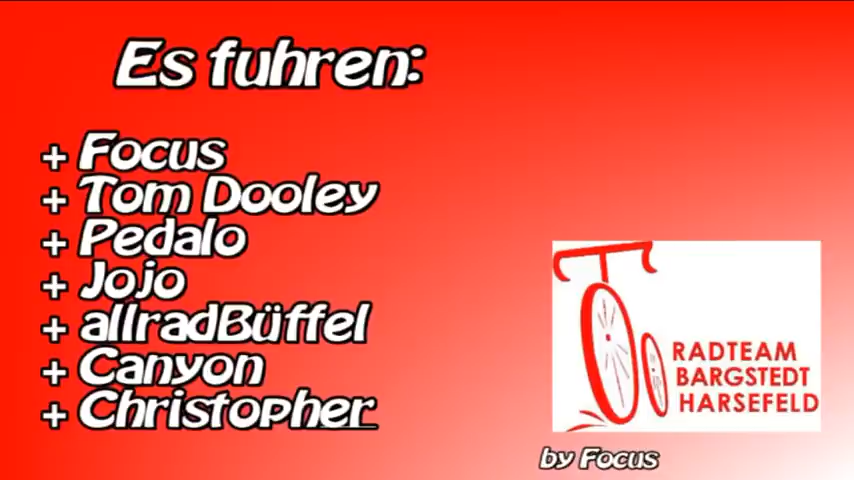 Es fuhren:
+ Focus
+ Tom Dooley
+ Pedalo
+ Jojo
+ allradBüffel
+ Canyon
+ Christopher
RADTEAM
BARGSTEDT
HARSEFELD
by Focus